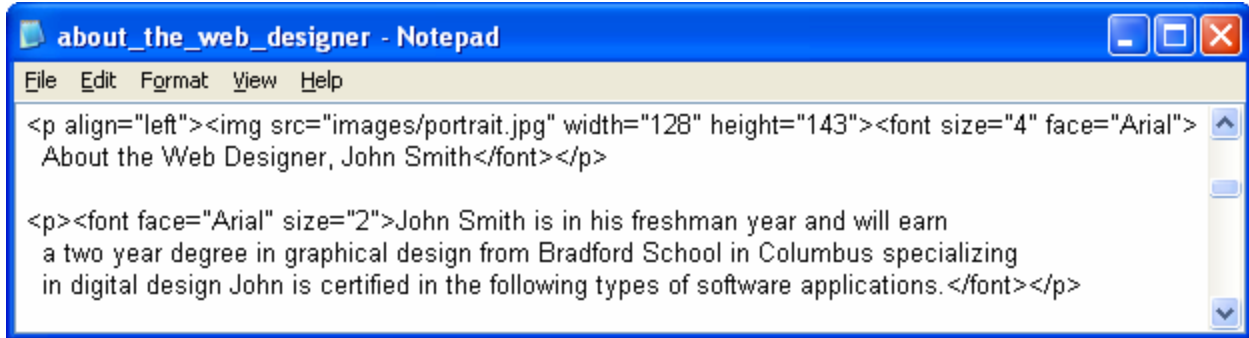 about_the_web_designer - Notepad
File Edit Format View Help
<p align="left"><img src="images/portrait.jpg" width="128" height="143"><font size="4" face="Arial">
About the Web Designer, John Smith</font></p>
<p><font face="Arial" size="2">John Smith is in his freshman year and will earn
a two year degree in graphical design from Bradford School in Columbus specializing
in digital design John is certified in the following types of software applications.</font></p>